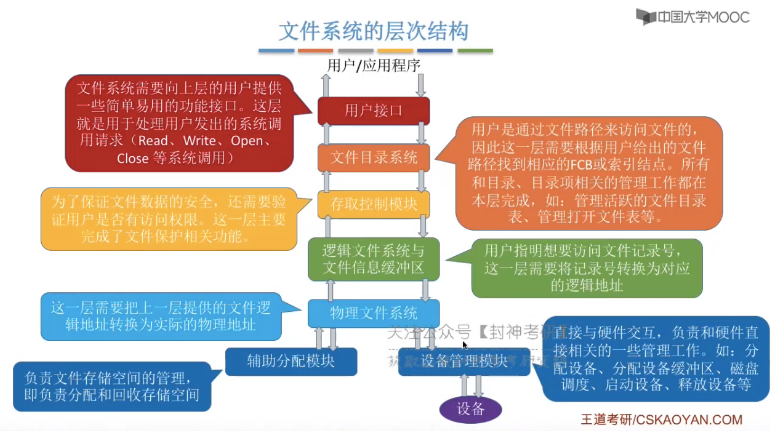 中国大学MOOC
文件系统的层次结构
用户/应用程序
文件系统需要向上层的用户提供
一些简单易用的功能接口。这层
就是用于处理用户发出的系统调
用请求（Read、Write、Open、
Close 等系统调用）
用户接口
文件目录系统
用户是通过文件路径来访问文件的，
因此这一层需要根据用户给出的文件
路径找到相应的FCB或索引结点。所有
和目录、目录项相关的管理工作都在
本层完成，如：管理活跃的文件目录
表、管理打开文件表等。
为了保证文件数据的安全，还需要验
证用户是否有访问权限。这一层主要
完成了文件保护相关功能。
存取控制模块
逻辑文件系统与
文件信息缓冲区
用户指明想要访问文件记录号，
这一层需要将记录号转换为对应
的逻辑地址
这一层需要把上一层提供的文件逻
辑地址转换为实际的物理地址
物理文件系统
关注公众号【封神考研】
直接与硬件交互，负责和硬件直
接相关的一些管理工作。如：分
配设备、分配设备缓冲区、磁盘
调度、启动设备、释放设备等
辅助分配模块
设备管理模块
负责文件存储空间的管理，
即负责分配和回收存储空间
设备
王道考研/CSKAOYAN.COM